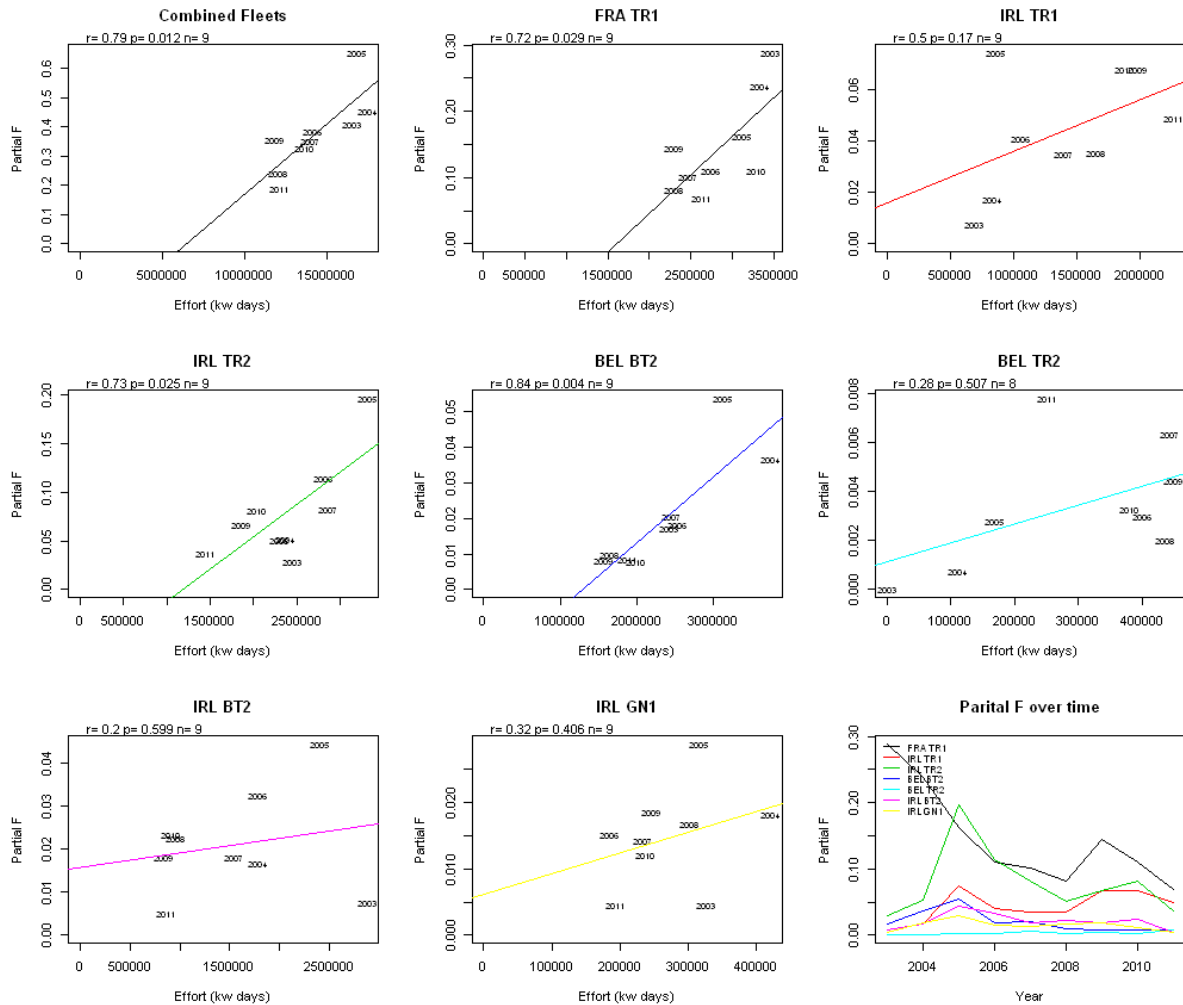 Combined Fleets
r= 0.79 p= 0.012 n= 9
Partial F
0.0 0.1 0.2 0.3 0.4 0.5 0.6
2005
2004
2003
2006
2007
2009
2010
2008
2011
0 5000000 10000000 15000000
Effort (kw days)
FRA TR1
r= 0.72 p= 0.029 n= 9
Partial F
0.00 0.10 0.20 0.30
2003
2004
2005
2009
2006
2010
2007
2008
2011
0 500000 1500000 2500000 3500000
Effort (kw days)
IRL TR1
r= 0.5 p= 0.17 n= 9
Partial F
0.00 0.02 0.04 0.06
2005
2010
2009
2011
2006
2007
2008
2004
2003
0 500000 1000000 1500000 2000000
Effort (kw days)
IRL TR2
r= 0.73 p= 0.025 n= 9
Partial F
0.00 0.05 0.10 0.15 0.20
2005
2006
2010
2007
2009
2004
2011
2003
0 500000 1500000 2500000
Effort (kw days)
BEL BT2
r= 0.84 p= 0.004 n= 9
Partial F
0.00 0.01 0.02 0.03 0.04 0.05
2005
2004
2007
2006
2003
2008
2009
2011
2010
0 1000000 2000000 3000000
Effort (kw days)
BEL TR2
r= 0.28 p= 0.507 n= 8
Partial F
0.000 0.002 0.004 0.006 0.008
2011
2007
2009
2010
2006
2005
2008
2004
2003
0 100000 200000 300000 400000
Effort (kw days)
IRL BT2
r= 0.2 p= 0.599 n= 9
Partial F
0.00 0.01 0.02 0.03 0.04
2005
2006
2010
2008
2009
2007
2004
2003
2011
0 500000 1500000 2500000
Effort (kw days)
IRL GN1
r= 0.32 p= 0.406 n= 9
Partial F
0.000 0.010 0.020
2005
2009
2004
2008
2006
2007
2010
2011
2003
0 100000 200000 300000 400000
Effort (kw days)
Parital F over time
Partial F
0.00 0.10 0.20 0.30
FRA TR1
IRL TR1
IRL TR2
BEL BT2
BEL TR2
IRL BT2
IRL GN1
2004 2006 2008 2010
Year